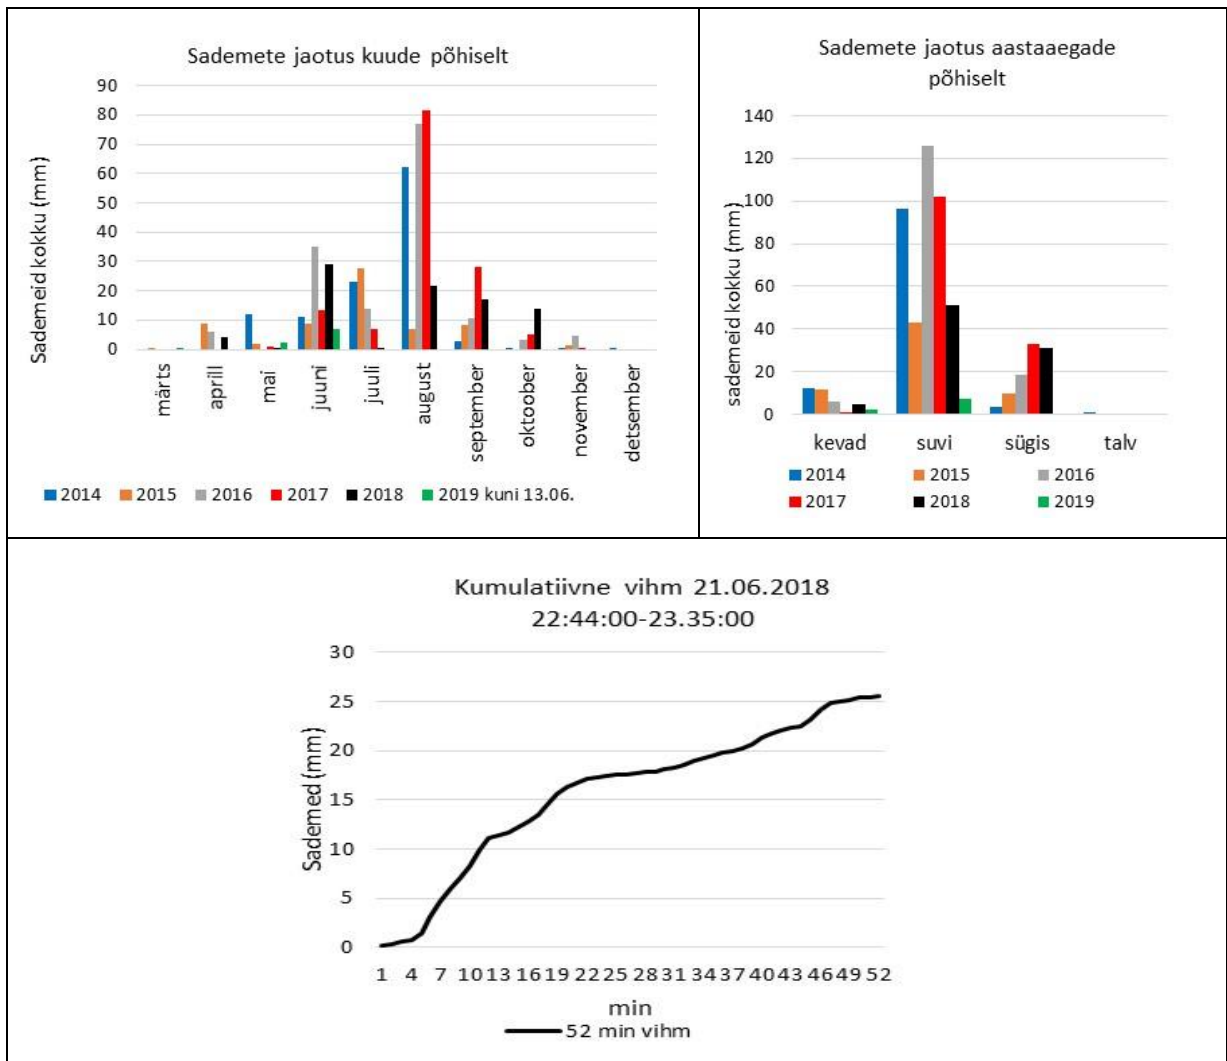 Sademete jaotus kuude põhiselt
Sademeid kokku (mm)
90
80
70
60
50
40
30
20
10
0
märts
aprill
mai
juuni
juuli
august
september
oktoober
november
detsember
2014 2015 2016 2017 2018 2019 kuni 13.06.
Sademete jaotus aastaaegade
põhiselt
sademeid kokku (mm)
140
120
100
80
60
40
20
0
kevad suvi sügis talv
2014 2015 2016
2017 2018 2019
Kumulatiivne vihm 21.06.2018
22:44:00-23.35:00
Sademed (mm)
30
25
20
15
10
5
0
1 4 7 10 13 16 19 22 25 28 31 34 37 40 43 46 49 52
min
52 min vihm